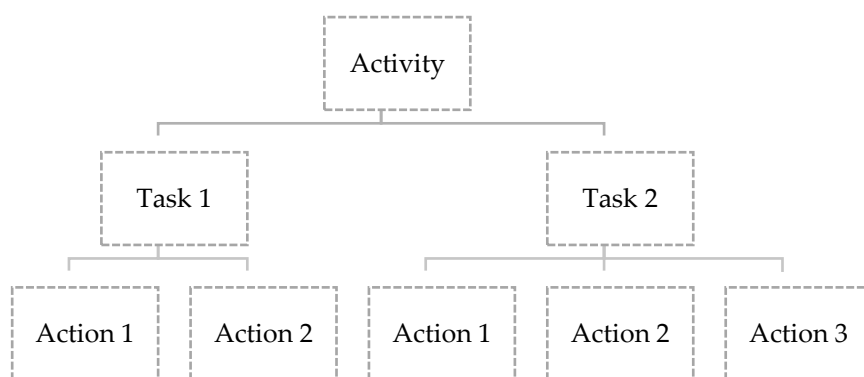 Activity
Task 1
Task 2
Action 1
Action 2
Action 1
Action 2
Action 3